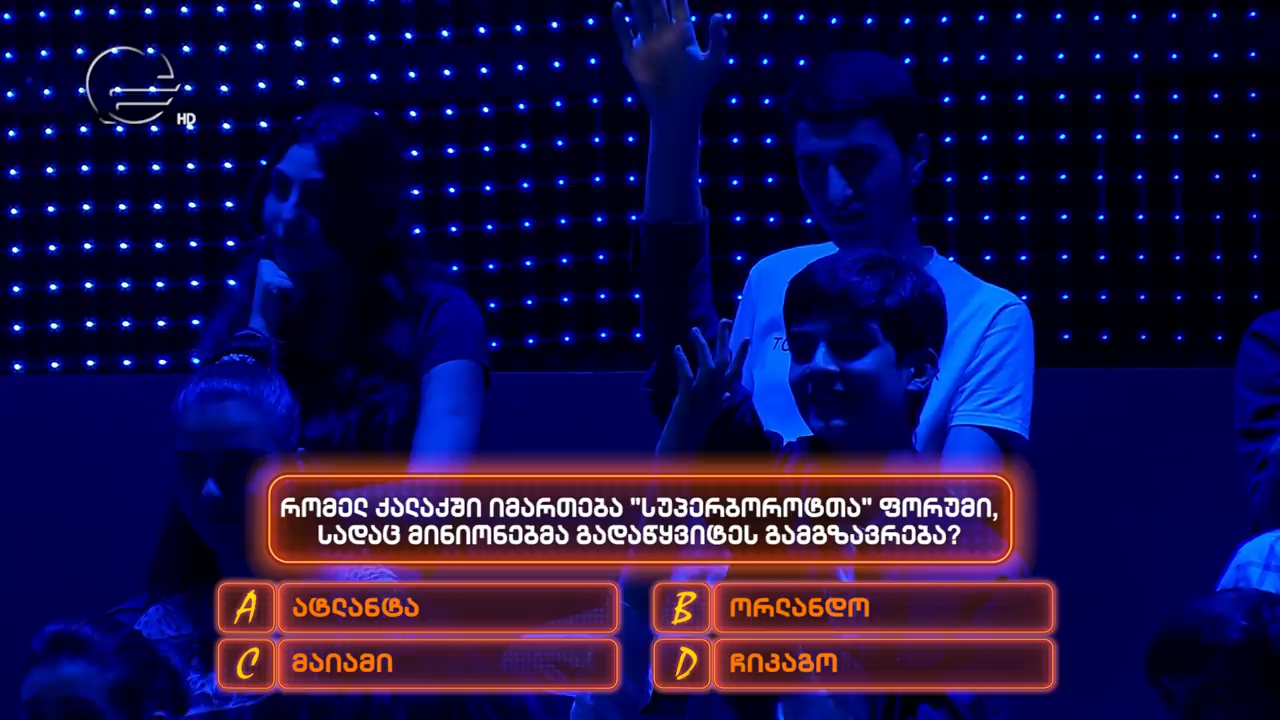 HD
რომელ ქალაქში იმართება "სუპერბოროტთა" ფორუმი,
სადაც მინიონებმა გადაწყვიტეს გამგზავრება?
A ატლანტა
B ორლანდო
C მაიამი
D ჩიკაგო